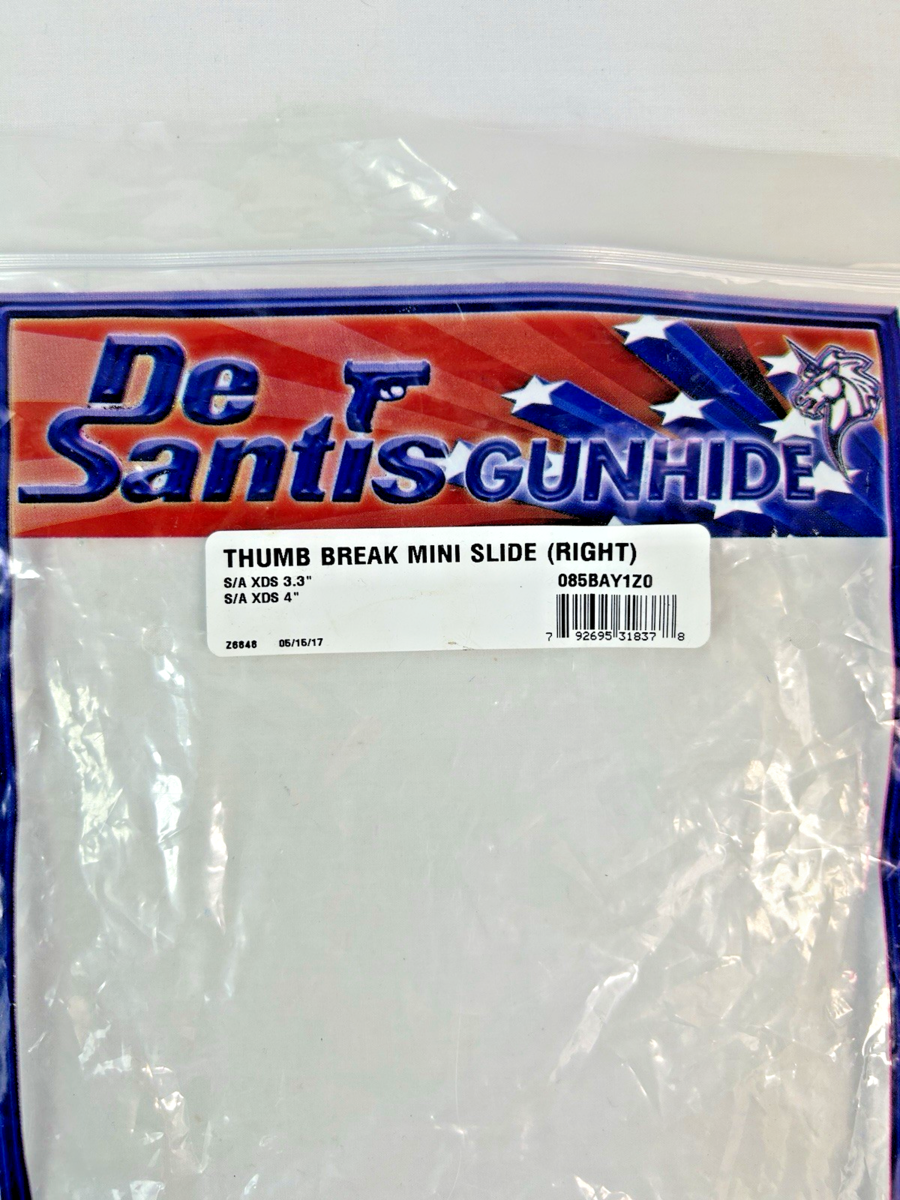 De
Santis GUNHIDE
THUMB BREAK MINI SLIDE (RIGHT)
S/A XDS 3.3" 085BAY1Z0
S/A XDS 4"
Z6848 05/15/17
7 92695 31837 8